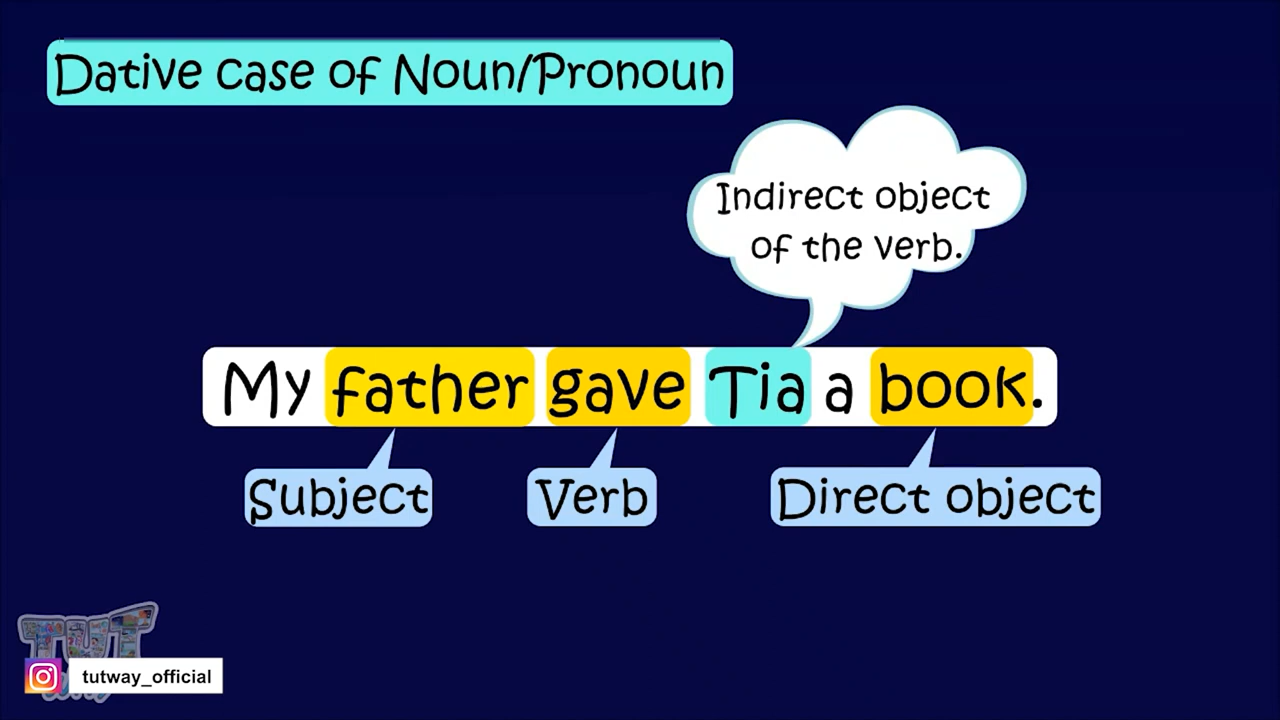 Dative case of Noun/Pronoun
Indirect object
of the verb.
My father gave Tia a book.
Subject
Verb
Direct object
TUT
tutway_official